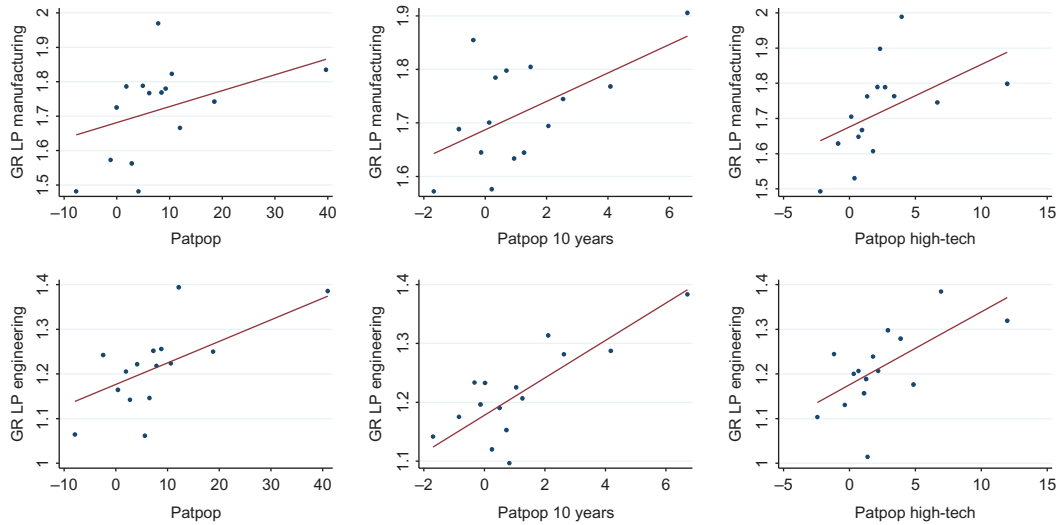 GR LP manufacturing
2
1.9
1.8
1.7
1.6
1.5
–10 0 10 20 30 40
Patpop
GR LP manufacturing
1.9
1.8
1.7
1.6
–2 0 2 4 6
Patpop 10 years
GR LP manufacturing
2
1.9
1.8
1.7
1.6
1.5
–5 0 5 10 15
Patpop high-tech
GR LP engineering
1.4
1.3
1.2
1.1
1
–10 0 10 20 30 40
Patpop
GR LP engineering
1.4
1.3
1.2
1.1
–2 0 2 4 6
Patpop 10 years
GR LP engineering
1.4
1.3
1.2
1.1
1
–5 0 5 10 15
Patpop high-tech